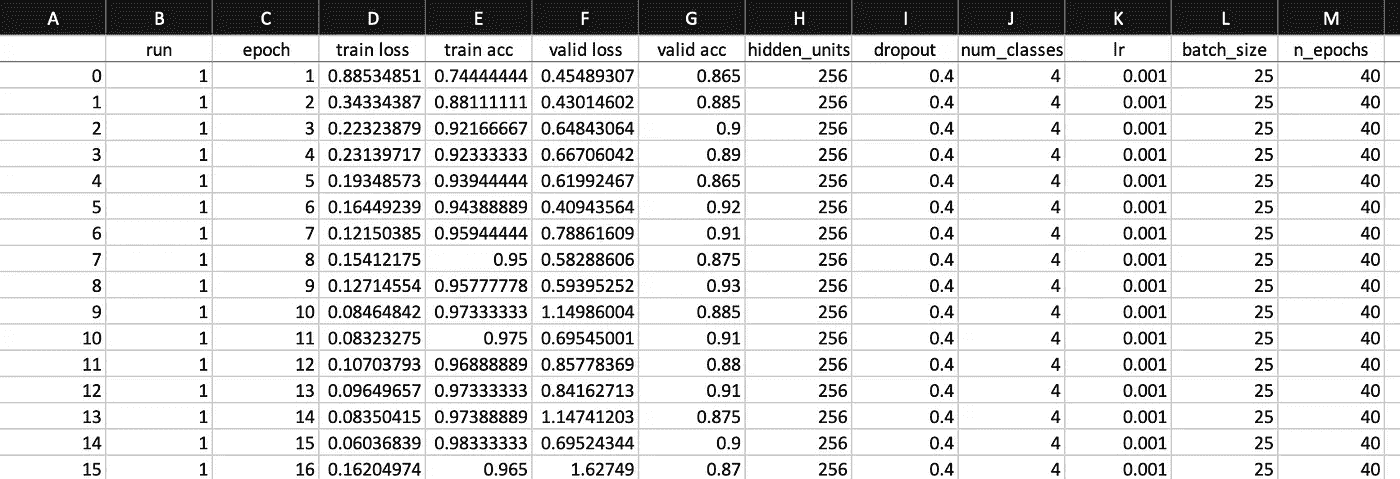 A B C D E F G H I J K L M
run epoch train loss train acc valid loss valid acc hidden_units dropout num_classes lr batch_size n_epochs
0 1 1 0.88534851 0.74444444 0.45489307 0.865 256 0.4 4 0.001 25 40
1 1 2 0.34334387 0.88111111 0.43014602 0.885 256 0.4 4 0.001 25 40
2 1 3 0.22323879 0.92166667 0.64843064 0.9 256 0.4 4 0.001 25 40
3 1 4 0.23139717 0.92333333 0.66706042 0.89 256 0.4 4 0.001 25 40
4 1 5 0.19348573 0.93944444 0.61992467 0.865 256 0.4 4 0.001 25 40
5 1 6 0.16449239 0.94388889 0.40943564 0.92 256 0.4 4 0.001 25 40
6 1 7 0.12150385 0.95944444 0.78861609 0.91 256 0.4 4 0.001 25 40
7 1 8 0.15412175 0.95 0.58288606 0.875 256 0.4 4 0.001 25 40
8 1 9 0.12714554 0.95777778 0.59395252 0.93 256 0.4 4 0.001 25 40
9 1 10 0.08464842 0.97333333 1.14986004 0.885 256 0.4 4 0.001 25 40
10 1 11 0.08323275 0.975 0.69545001 0.91 256 0.4 4 0.001 25 40
11 1 12 0.10703793 0.96888889 0.85778369 0.88 256 0.4 4 0.001 25 40
12 1 13 0.09649657 0.97333333 0.84162713 0.91 256 0.4 4 0.001 25 40
13 1 14 0.08350415 0.97388889 1.14741203 0.875 256 0.4 4 0.001 25 40
14 1 15 0.06036839 0.98333333 0.69524344 0.9 256 0.4 4 0.001 25 40
15 1 16 0.16204974 0.965 1.62749 0.87 256 0.4 4 0.001 25 40